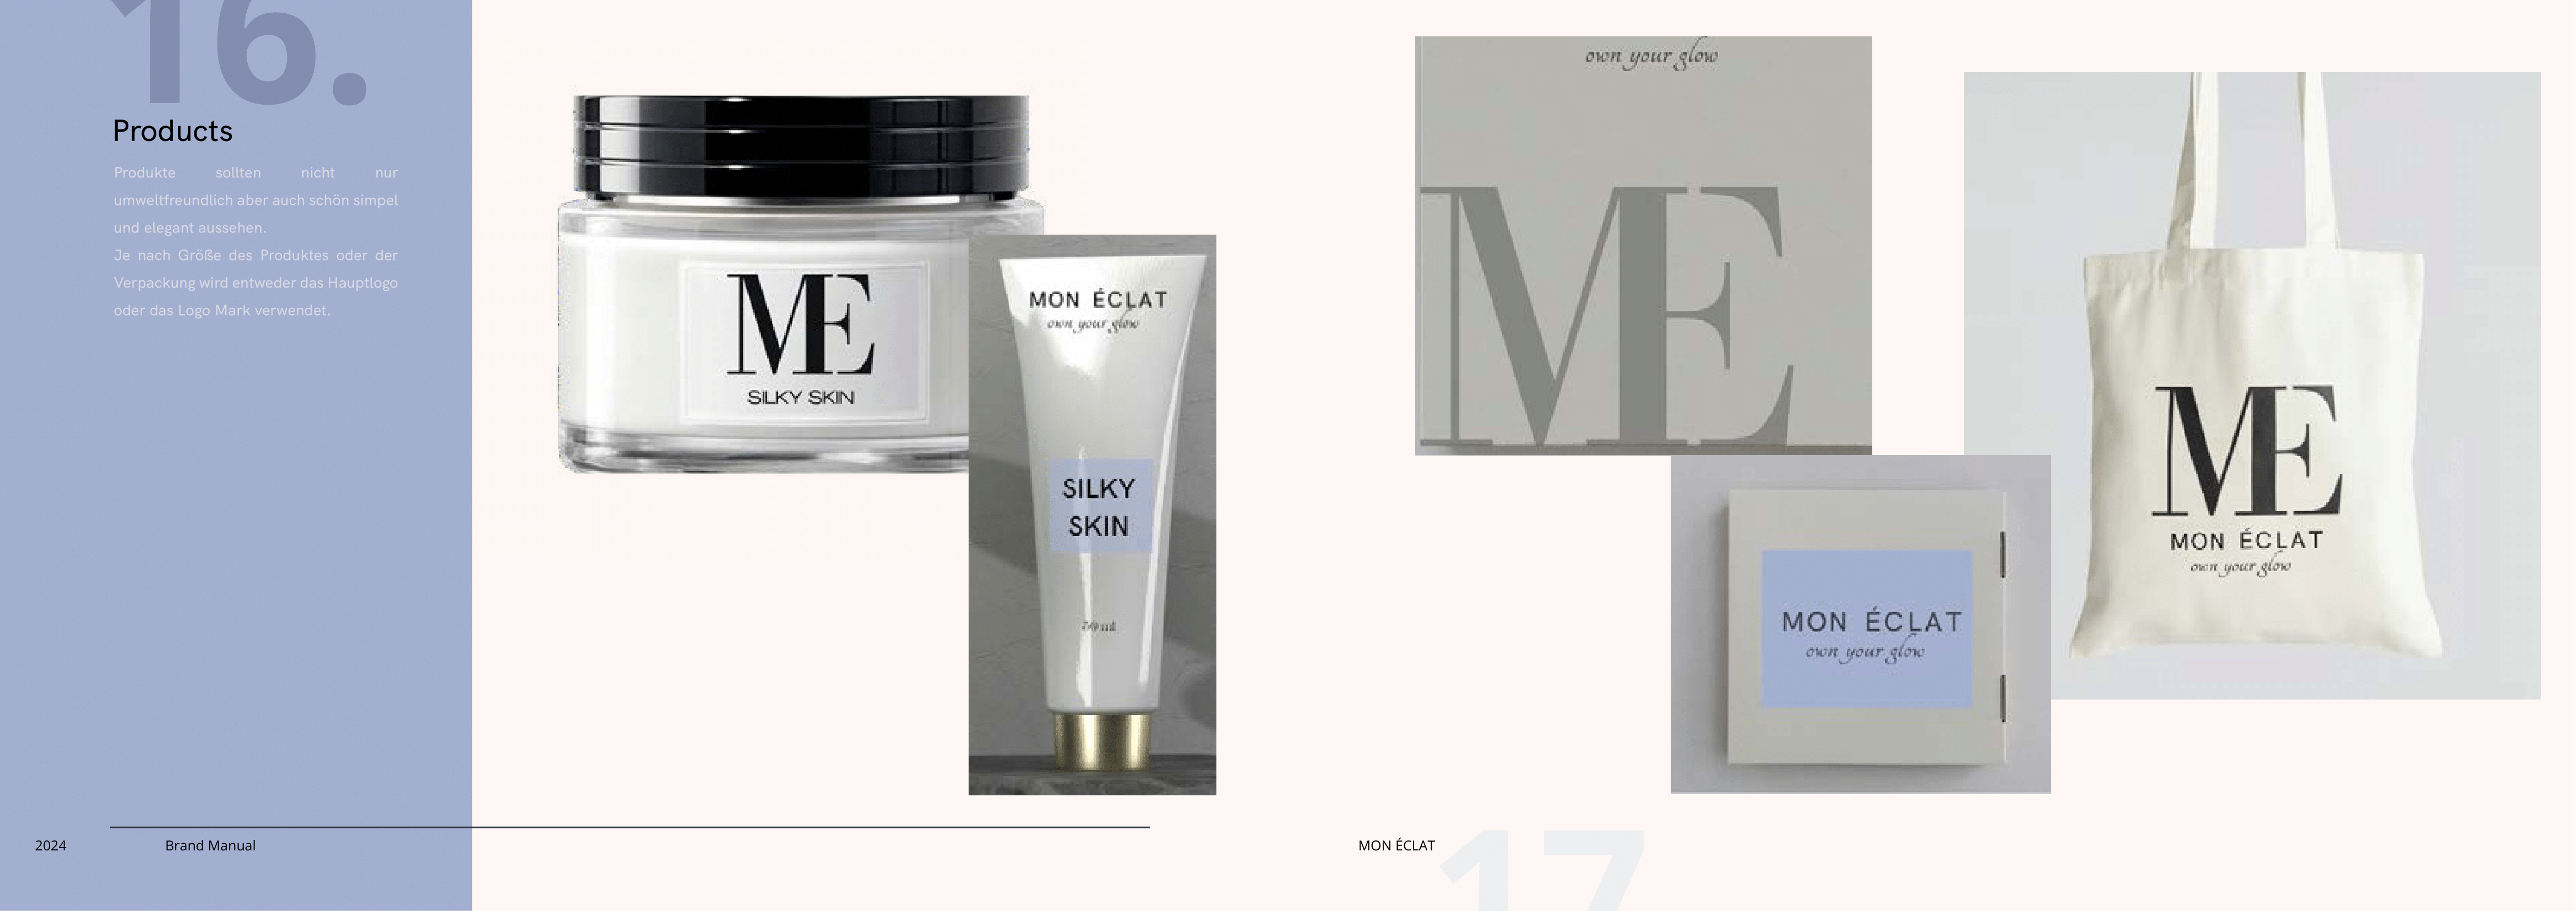 16.
Products
Produkte sollten nicht nur
umweltfreundlich aber auch schön simpel
und elegant aussehen.
Je nach Größe des Produktes oder der
Verpackung wird entweder das Hauptlogo
oder das Logo Mark verwendet.
ME
SILKY SKIN
MON ÉCLAT
own your glow
SILKY
SKIN
own your glow
ME
MON ÉCLAT
own your glow
ME
MON ÉCLAT
own your glow
2024
Brand Manual
MON ÉCLAT
17